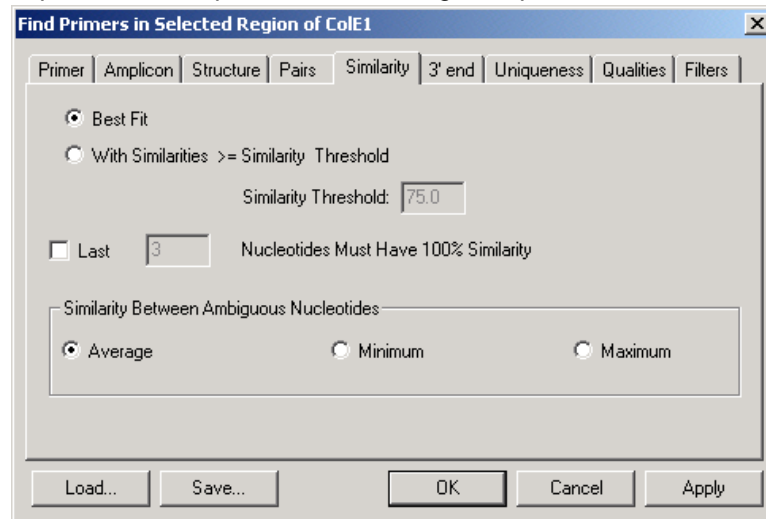 Find Primers in Selected Region of ColE1
Primer Amplicon Structure Pairs Similarity 3' end Uniqueness Qualities Filters
Best Fit
With Similarities >= Similarity Threshold
Similarity Threshold: 75.0
Last 3 Nucleotides Must Have 100% Similarity
Similarity Between Ambiguous Nucleotides
Average Minimum Maximum
Load... Save... OK Cancel Apply